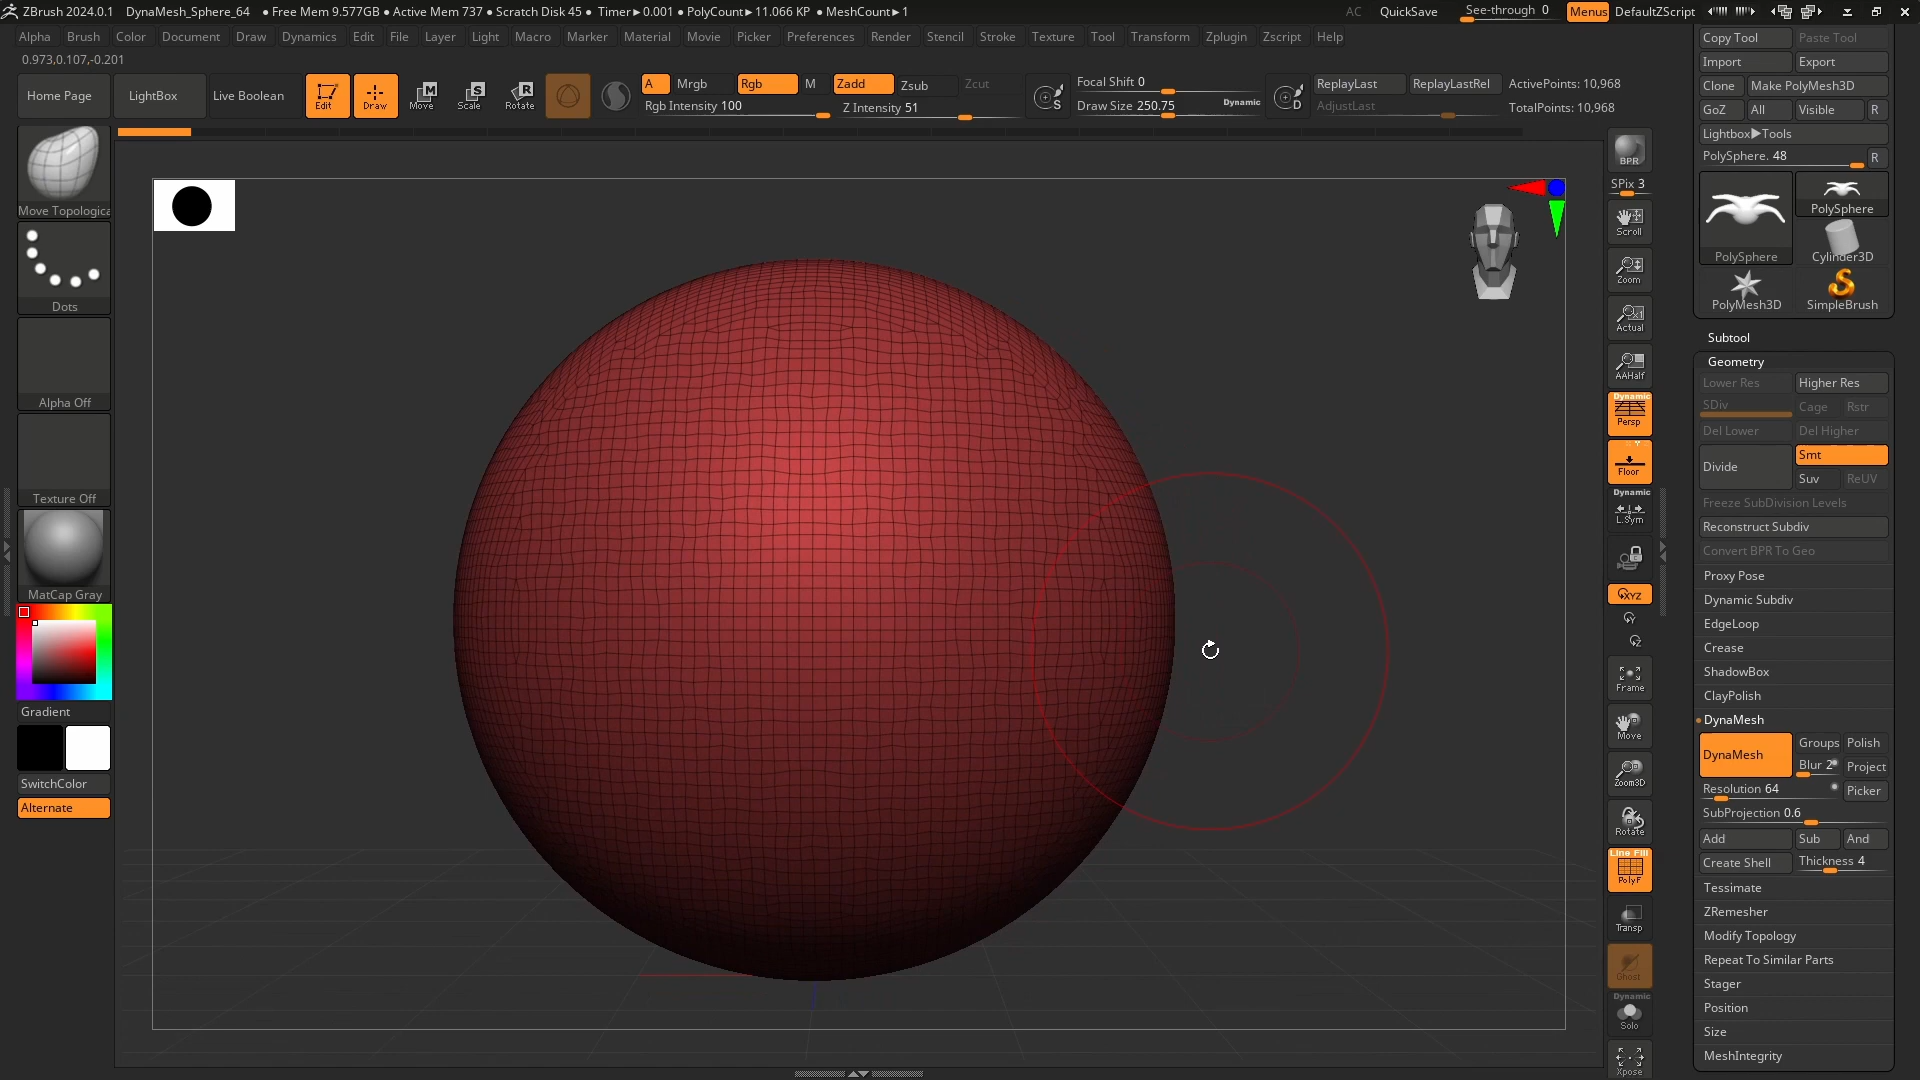 ZBrush 2024.0.1 DynaMesh_Sphere_64 ● Free Mem 9.577GB ● Active Mem 737 ● Scratch Disk 45 ● Timer►0.001 ● PolyCount►11.066 KP ● MeshCount►1 AC QuickSave See-through 0 Menus DefaultZScript
Alpha Brush Color Document Draw Dynamics Edit File Layer Light Macro Marker Material Movie Picker Preferences Render Stencil Stroke Texture Tool Transform Zplugin Zscript Help
0.973,0.107,-0.201
Home Page LightBox Live Boolean Edit Draw Move Scale Rotate
M S R
A Mrgb Rgb M Zadd Zsub Zcut
Rgb Intensity 100 Z Intensity 51
S Focal Shift 0
Draw Size 250.75 Dynamic
D ReplayLast ReplayLastRel ActivePoints: 10,968
AdjustLast TotalPoints: 10,968
Move Topologica
Dots
Alpha Off
Texture Off
MatCap Gray
Gradient
SwitchColor
Alternate
BPR
SPix 3
Scroll
Zoom
Actual
AAHalf
Dynamic
Persp
Floor
Dynamic
L.Sym
XYZ
Y
Z
Frame
Move
Zoom3D
Rotate
Line Fill
PolyF
Transp
Ghost
Dynamic
Solo
Xpose
Copy Tool Paste Tool
Import Export
Clone Make PolyMesh3D
GoZ All Visible R
Lightbox►Tools
PolySphere. 48 R
PolySphere PolySphere
Cylinder3D
PolyMesh3D SimpleBrush
Subtool
Geometry
Lower Res Higher Res
SDiv Cage Rstr
Del Lower Del Higher
Divide Smt
Suv ReUV
Freeze SubDivision Levels
Reconstruct Subdiv
Convert BPR To Geo
Proxy Pose
Dynamic Subdiv
EdgeLoop
Crease
ShadowBox
ClayPolish
DynaMesh
DynaMesh Groups Polish
Blur 2 Project
Resolution 64 Picker
SubProjection 0.6
Add Sub And
Create Shell Thickness 4
Tessimate
ZRemesher
Modify Topology
Repeat To Similar Parts
Stager
Position
Size
MeshIntegrity